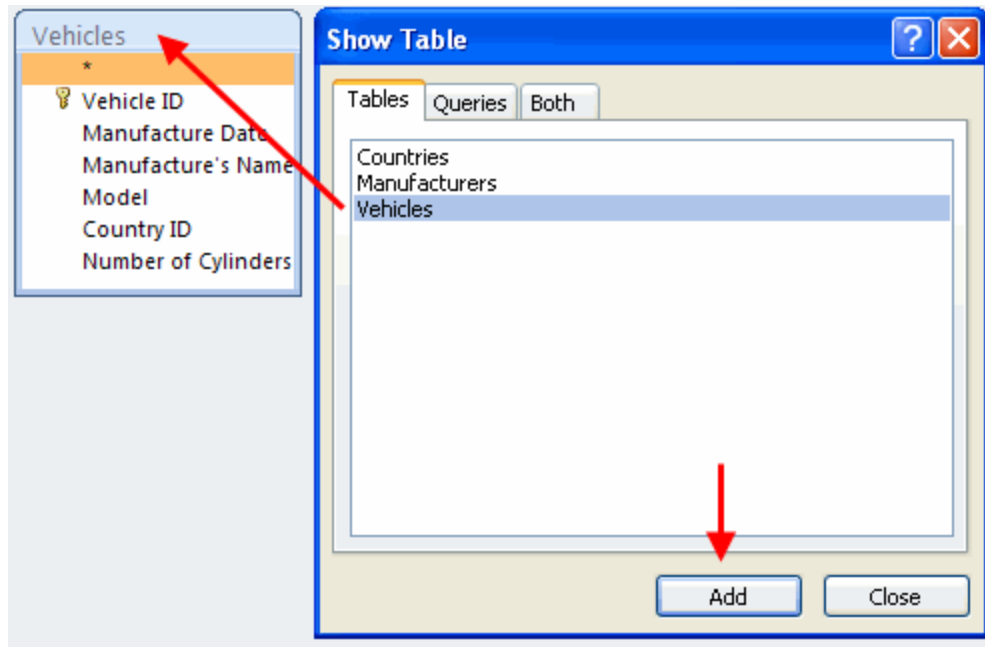 Vehicles
*
Vehicle ID
Manufacture Date
Manufacture's Name
Model
Country ID
Number of Cylinders
Show Table
?
Tables Queries Both
Countries
Manufacturers
Vehicles
Add Close